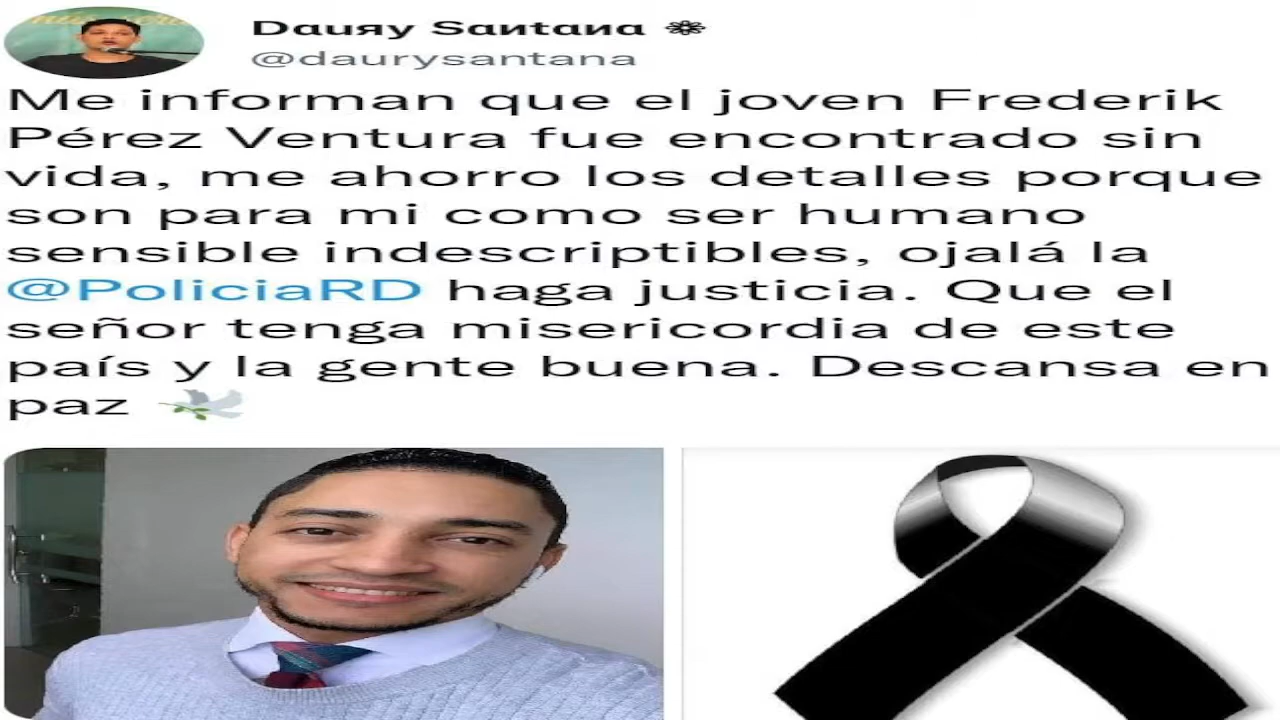 Dauяy Saиtaиa ❃
@daurysantana
Me informan que el joven Frederik
Pérez Ventura fue encontrado sin
vida, me ahorro los detalles porque
son para mi como ser humano
sensible indescriptibles, ojalá la
@PoliciaRD haga justicia. Que el
señor tenga misericordia de este
país y la gente buena. Descansa en
paz 🕊️